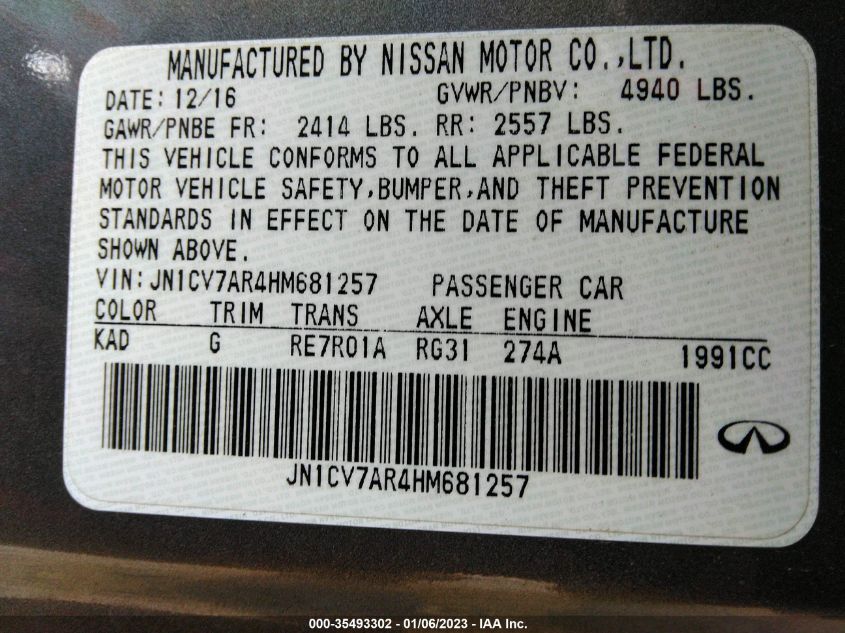 MANUFACTURED BY NISSAN MOTOR CO.,LTD.
DATE: 12/16 GVWR/PNBV: 4940 LBS.
GAWR/PNBE FR: 2414 LBS. RR: 2557 LBS.
THIS VEHICLE CONFORMS TO ALL APPLICABLE FEDERAL
MOTOR VEHICLE SAFETY,BUMPER,AND THEFT PREVENTION
STANDARDS IN EFFECT ON THE DATE OF MANUFACTURE
SHOWN ABOVE.
VIN:JN1CV7AR4HM681257 PASSENGER CAR
COLOR TRIM TRANS AXLE ENGINE
KAD G RE7R01A RG31 274A 1991CC
JN1CV7AR4HM681257
000-35493302 - 01/06/2023 - IAA Inc.